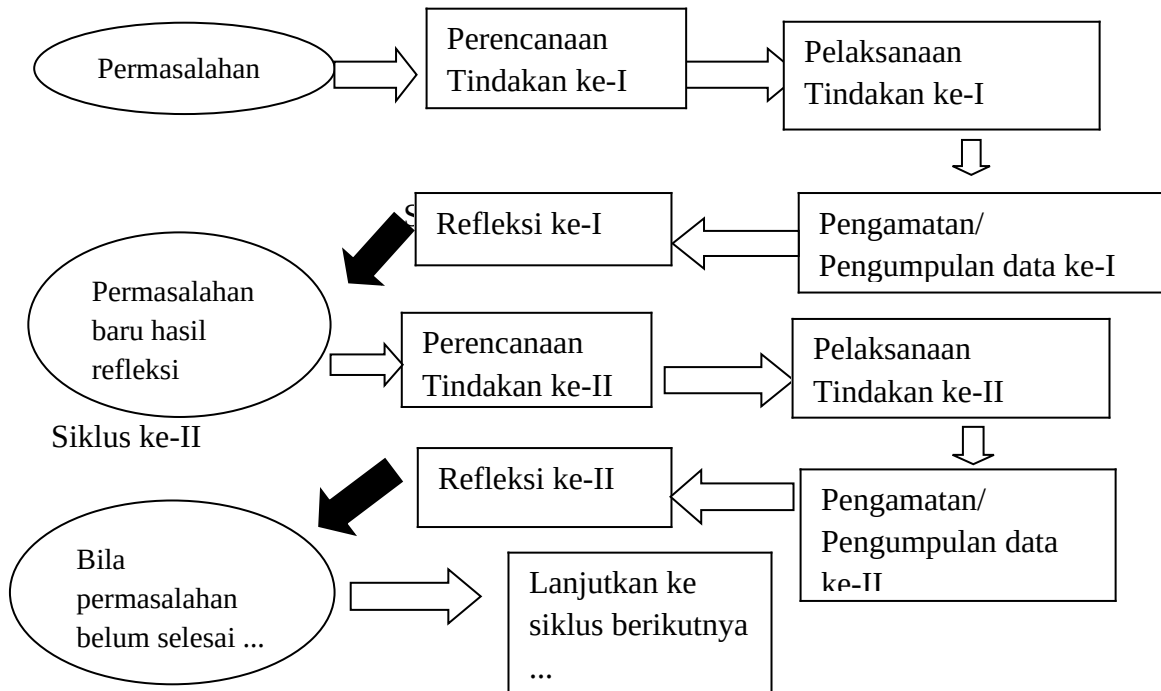 Permasalahan
Perencanaan
Tindakan ke-I
Pelaksanaan
Tindakan ke-I
Refleksi ke-I
Pengamatan/
Pengumpulan data ke-I
Permasalahan
baru hasil
refleksi
Perencanaan
Tindakan ke-II
Pelaksanaan
Tindakan ke-II
Siklus ke-II
Refleksi ke-II
Pengamatan/
Pengumpulan data
ke-II
Bila
permasalahan
belum selesai ...
Lanjutkan ke
siklus berikutnya
...